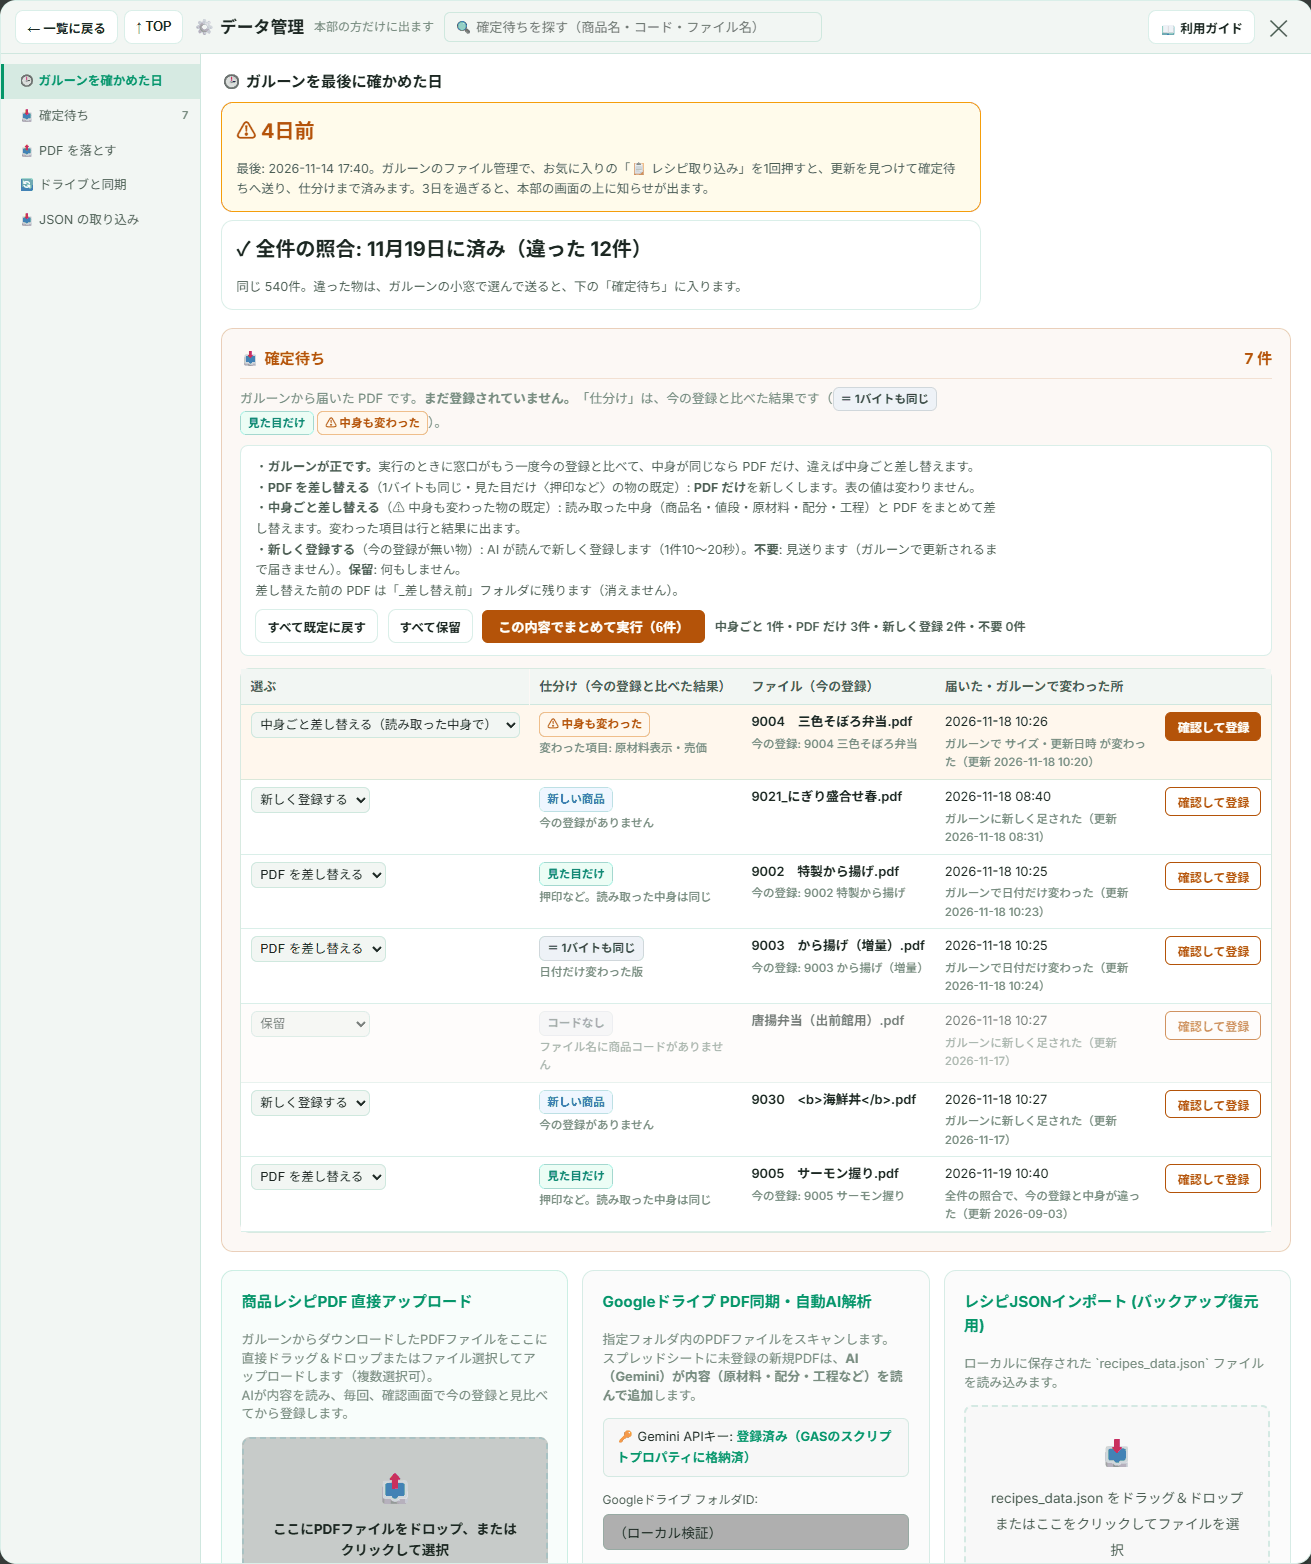 ←一覧に戻る
↑TOP
データ管理
本部の方だけに出ます
確定待ちを探す（商品名・コード・ファイル名）
利用ガイド
ガルーンを確かめた日
確定待ち 7
PDF を落とす
ドライブと同期
JSON の取り込み
ガルーンを最後に確かめた日
⚠ 4日前
最後: 2026-11-14 17:40。ガルーンのファイル管理で、お気に入りの「📋 レシピ取り込み」を1回押すと、更新を見つけて確定待
ちへ送り、仕分けまで済みます。3日を過ぎると、本部の画面の上に知らせが出ます。
✓ 全件の照合: 11月19日に済み（違った 12件）
同じ 540件。違った物は、ガルーンの小窓で選んで送ると、下の「確定待ち」に入ります。
確定待ち
7 件
ガルーンから届いた PDF です。まだ登録されていません。「仕分け」は、今の登録と比べた結果です（ ＝ 1バイトも同じ
見た目だけ ⚠ 中身も変わった ）。
・ガルーンが正です。実行のときに窓口がもう一度今の登録と比べて、中身が同じなら PDF だけ、違えば中身ごと差し替えます。
・PDF を差し替える（1バイトも同じ・見た目だけ〈押印など〉の物の既定）: PDF だけを新しくします。表の値は変わりません。
・中身ごと差し替える（⚠ 中身も変わった物の既定）: 読み取った中身（商品名・値段・原材料・配分・工程）と PDF をまとめて差
し替えます。変わった項目は行と結果に出ます。
・新しく登録する（今の登録が無い物）: AI が読んで新しく登録します（1件10〜20秒）。不要: 見送ります（ガルーンで更新されるま
で届きません）。保留: 何もしません。
差し替えた前の PDF は「_差し替え前」フォルダに残ります（消えません）。
すべて既定に戻す
すべて保留
この内容でまとめて実行（6件）
中身ごと 1件・PDF だけ 3件・新しく登録 2件・不要 0件
選ぶ
仕分け（今の登録と比べた結果）
ファイル（今の登録）
届いた・ガルーンで変わった所
中身ごと差し替える（読み取った中身で）
⚠ 中身も変わった
変わった項目: 原材料表示・売価
9004　三色そぼろ弁当.pdf
今の登録: 9004 三色そぼろ弁当
2026-11-18 10:26
ガルーンで サイズ・更新日時 が変わっ
た（更新 2026-11-18 10:20）
確認して登録
新しく登録する
新しい商品
今の登録がありません
9021_にぎり盛合せ春.pdf
2026-11-18 08:40
ガルーンに新しく足された（更新
2026-11-18 08:31）
確認して登録
PDF を差し替える
見た目だけ
押印など。読み取った中身は同じ
9002　特製から揚げ.pdf
今の登録: 9002 特製から揚げ
2026-11-18 10:25
ガルーンで日付だけ変わった（更新
2026-11-18 10:23）
確認して登録
PDF を差し替える
＝ 1バイトも同じ
日付だけ変わった版
9003　から揚げ（増量）.pdf
今の登録: 9003 から揚げ（増量）
2026-11-18 10:25
ガルーンで日付だけ変わった（更新
2026-11-18 10:24）
確認して登録
保留
コードなし
ファイル名に商品コードがありませ
ん
唐揚弁当（出前館用）.pdf
2026-11-18 10:27
ガルーンに新しく足された（更新
2026-11-17）
確認して登録
新しく登録する
新しい商品
今の登録がありません
9030　<b>海鮮丼</b>.pdf
2026-11-18 10:27
ガルーンに新しく足された（更新
2026-11-17）
確認して登録
PDF を差し替える
見た目だけ
押印など。読み取った中身は同じ
9005　サーモン握り.pdf
今の登録: 9005 サーモン握り
2026-11-19 10:40
全件の照合で、今の登録と中身が違っ
た（更新 2026-09-03）
確認して登録
商品レシピPDF 直接アップロード
ガルーンからダウンロードしたPDFファイルをここに
直接ドラッグ＆ドロップまたはファイル選択してア
ップロードします（複数選択可）。
AIが内容を読み、毎回、確認画面で今の登録と見比べ
てから登録します。
ここにPDFファイルをドロップ、または
クリックして選択
Googleドライブ PDF同期・自動AI解析
指定フォルダ内のPDFファイルをスキャンします。
スプレッドシートに未登録の新規PDFは、AI
（Gemini）が内容（原材料・配分・工程など）を読
んで追加します。
Gemini APIキー: 登録済み（GASのスクリプ
トプロパティに格納済）
Googleドライブ フォルダID:
（ローカル検証）
レシピJSONインポート (バックアップ復元
用)
ローカルに保存された `recipes_data.json` ファイル
を読み込みます。
recipes_data.json をドラッグ＆ドロップ
またはここをクリックしてファイルを選
択